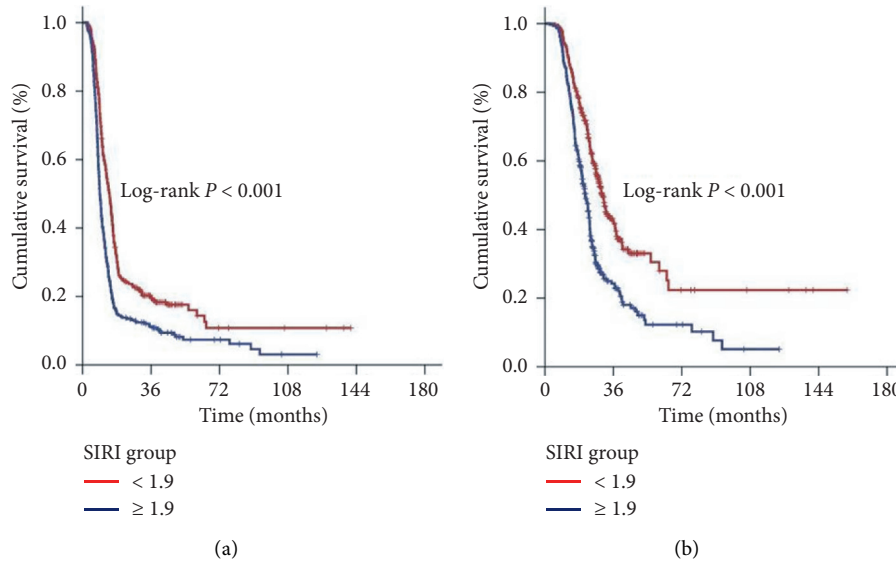 1.0
0.8
0.6
0.4
0.2
0.0
Cumulative survival (%)
Log-rank P < 0.001
0 36 72 108 144 180
Time (months)
SIRI group
< 1.9
≥ 1.9
(a)
1.0
0.8
0.6
0.4
0.2
0.0
Cumulative survival (%)
Log-rank P < 0.001
0 36 72 108 144 180
Time (months)
SIRI group
< 1.9
≥ 1.9
(b)